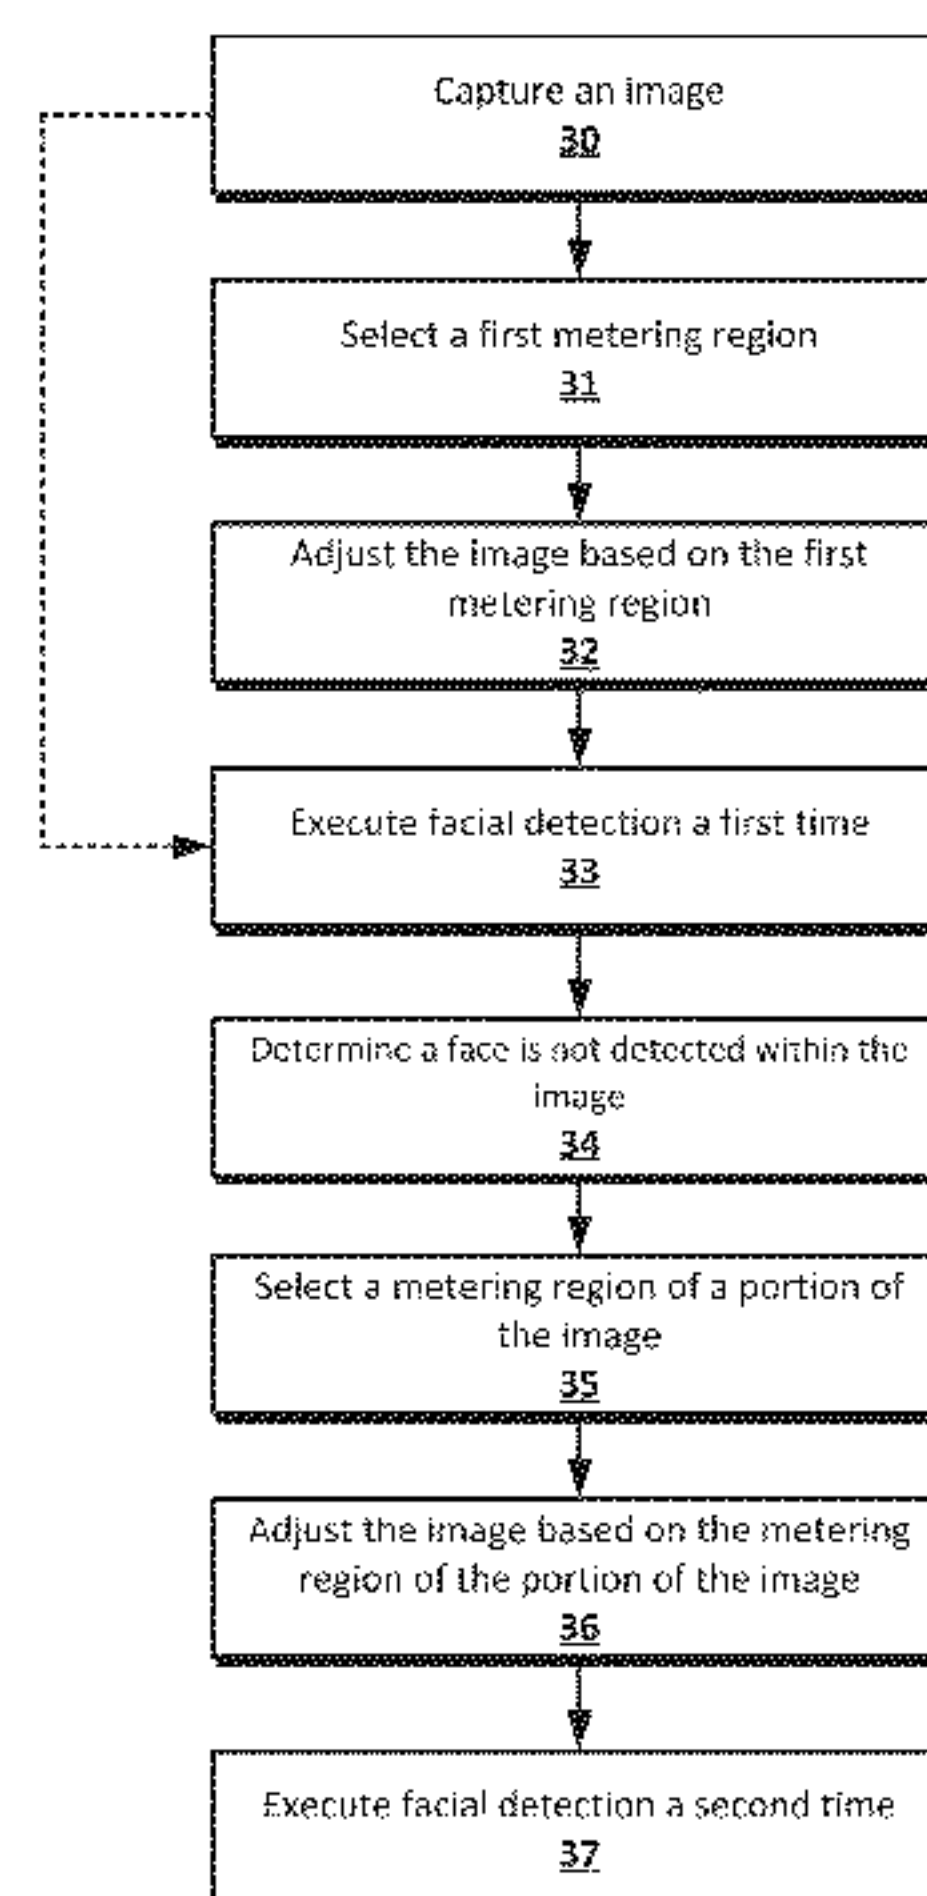 Capture an image
30
Select a first metering region
31
Adjust the image based on the first
metering region
32
Execute facial detection a first time
33
Determine a face is not detected within the
image
34
Select a metering region of a portion of
the image
35
Adjust the image based on the metering
region of the portion of the image
36
Execute facial detection a second time
37